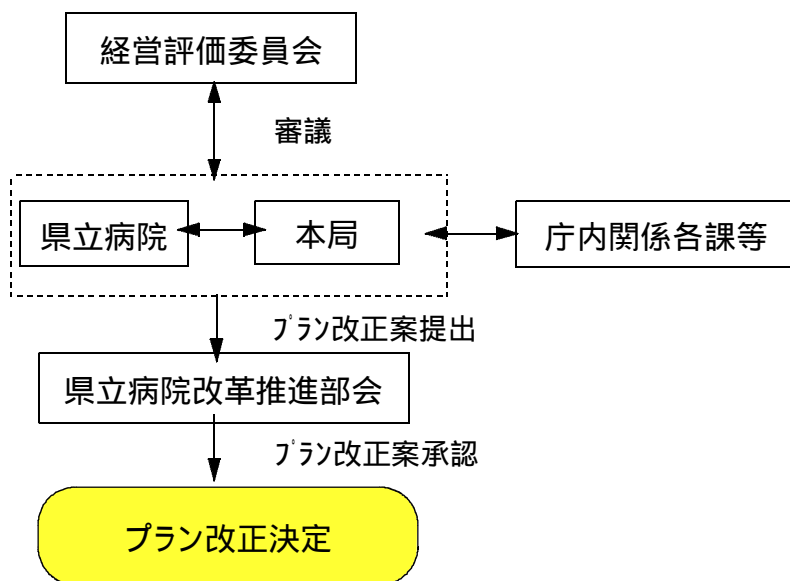 経営評価委員会
審議
県立病院
本局
庁内関係各課等
ﾌﾟﾗﾝ改正案提出
県立病院改革推進部会
ﾌﾟﾗﾝ改正案承認
プラン改正決定